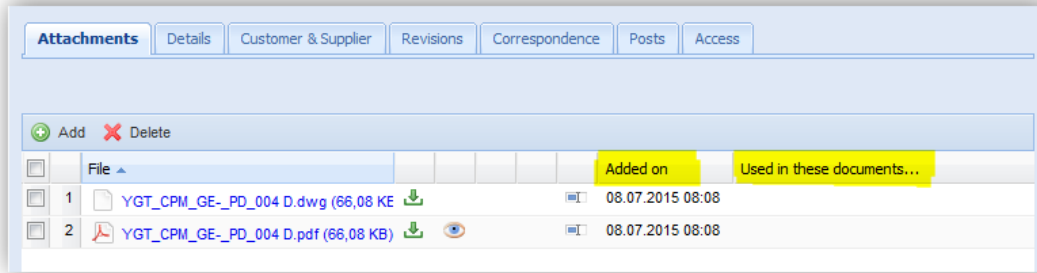 Attachments Details Customer & Supplier Revisions Correspondence Posts Access
Add Delete
File Added on Used in these documents...
1 YGT_CPM_GE-_PD_004 D.dwg (66,08 KE 08.07.2015 08:08
2 YGT_CPM_GE-_PD_004 D.pdf (66,08 KB) 08.07.2015 08:08